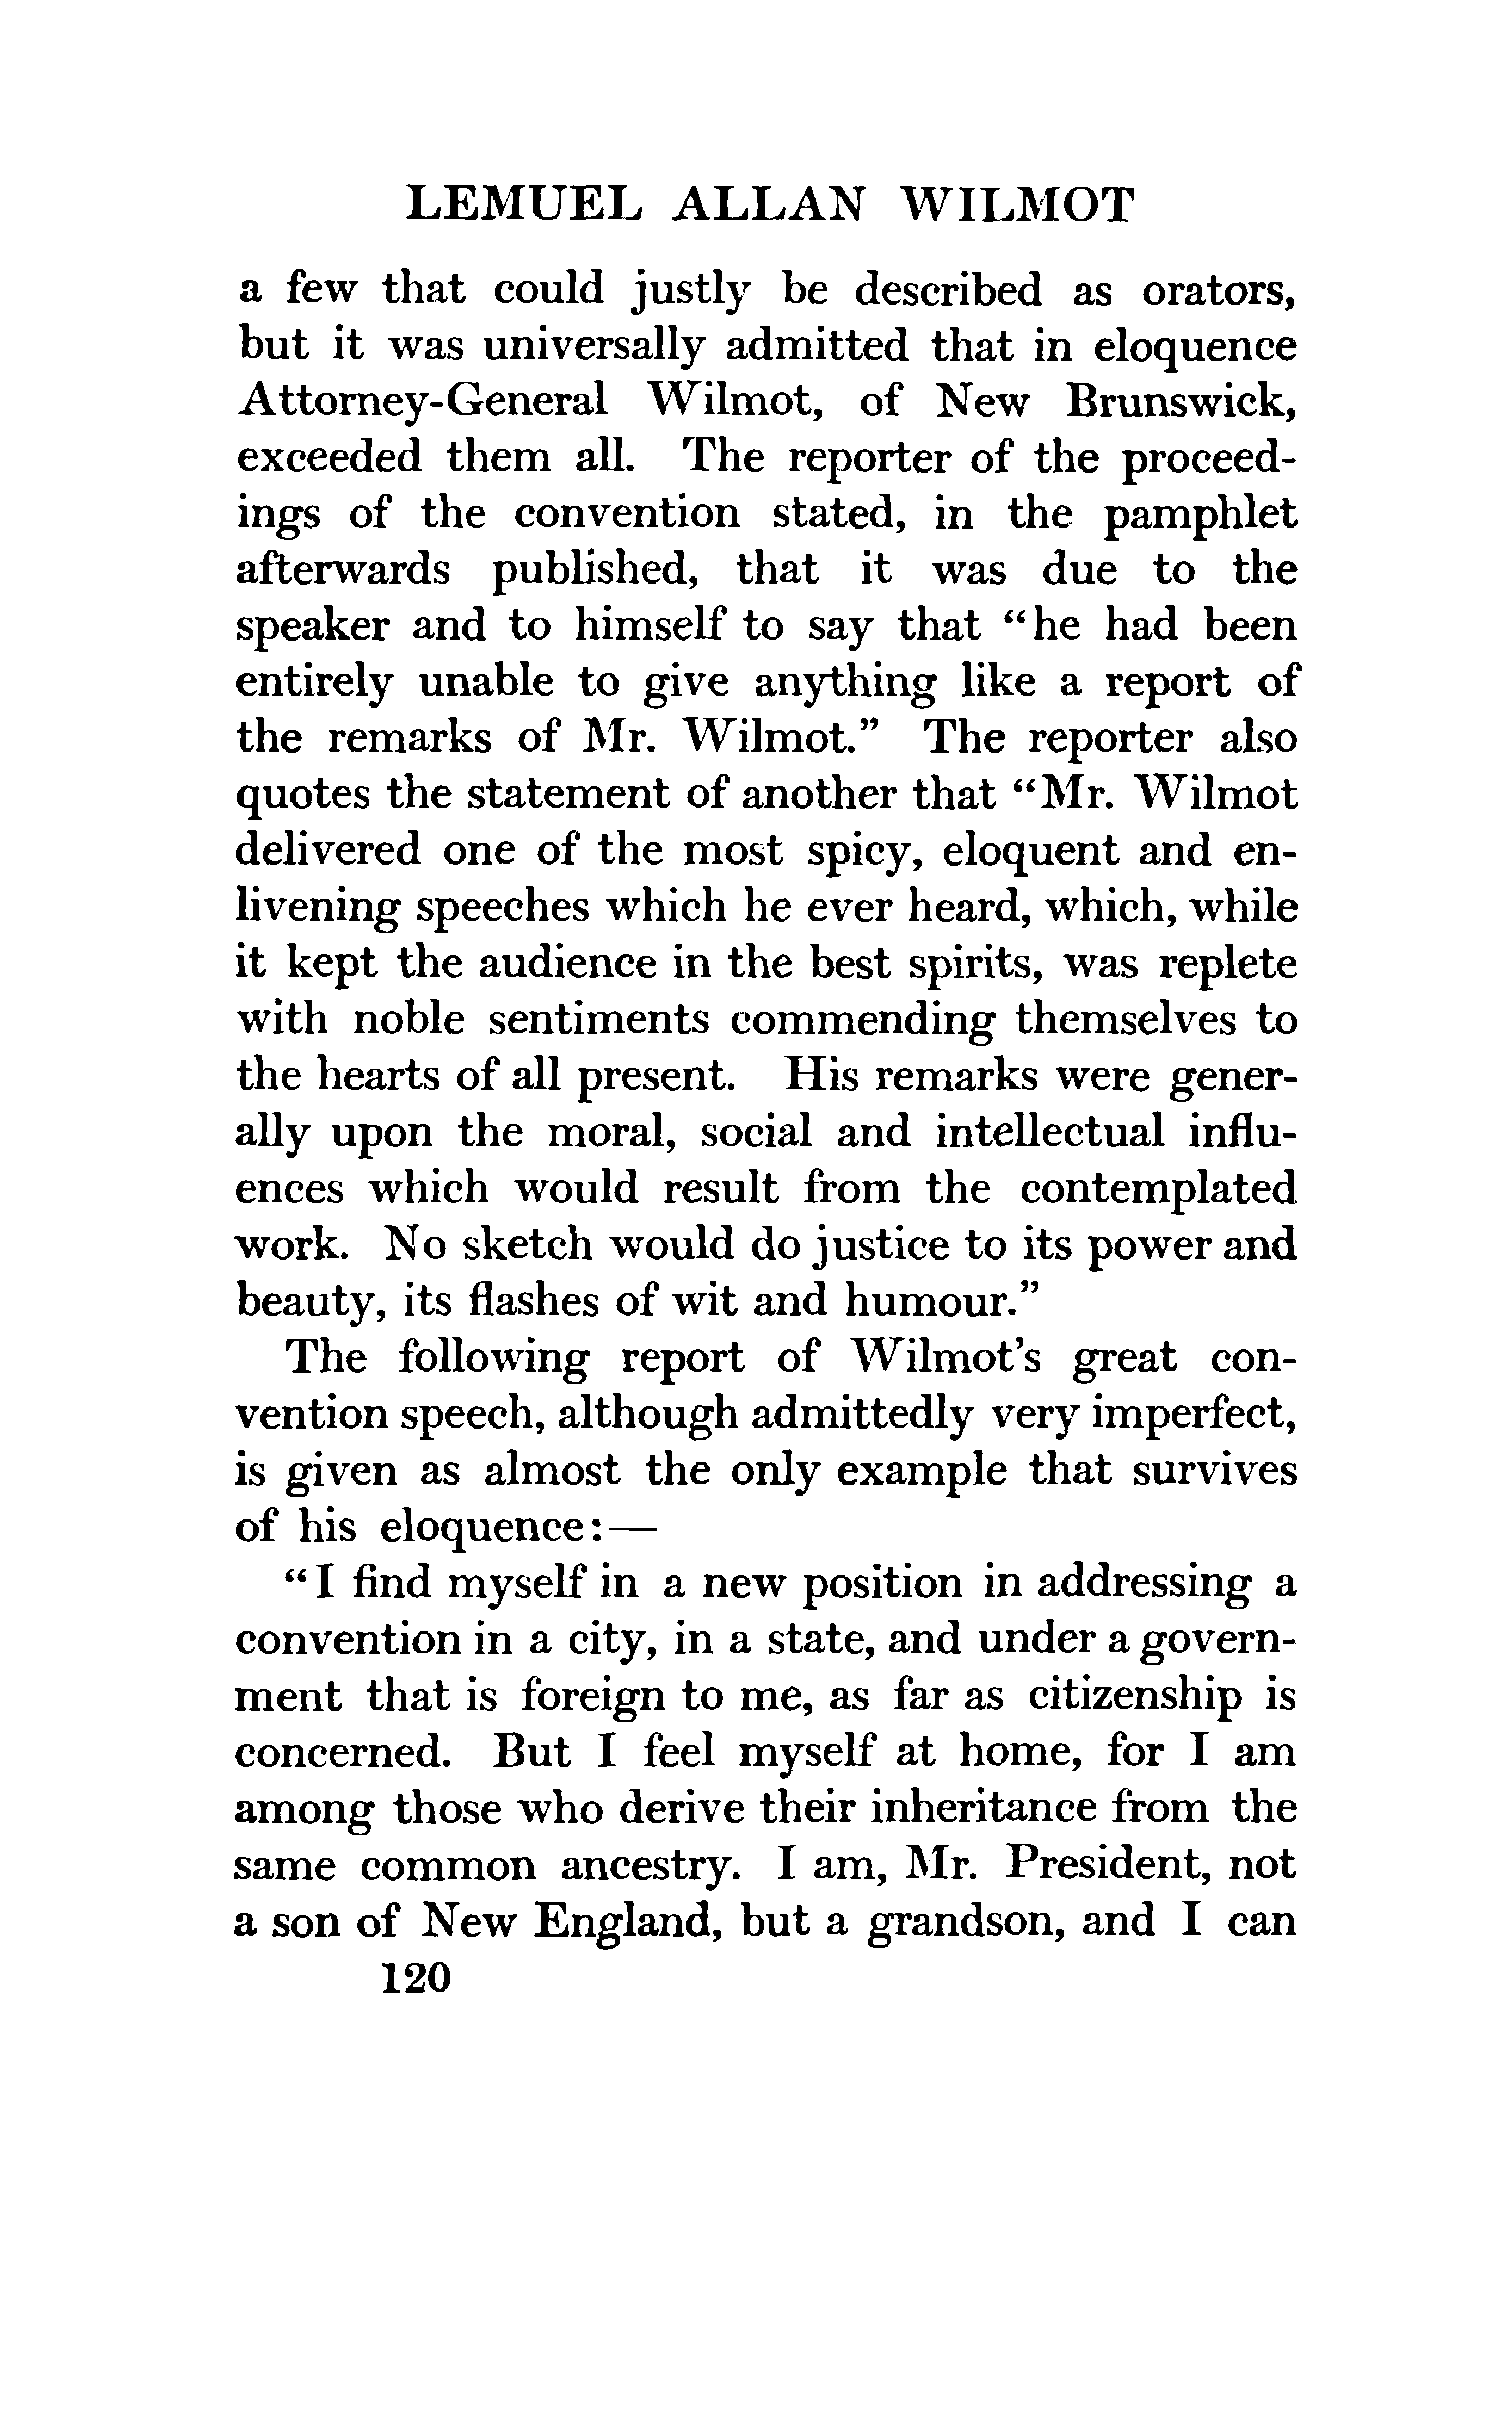 LEMUEL ALLAN WILMOT
a few that could justly be described as orators,
but it was universally admitted that in eloquence
Attorney-General Wilmot, of New Brunswick,
exceeded them all. The reporter of the proceed-
ings of the convention stated, in the pamphlet
afterwards published, that it was due to the
speaker and to himself to say that “he had been
entirely unable to give anything like a report of
the remarks of Mr. Wilmot.” The reporter also
quotes the statement of another that “Mr. Wilmot
delivered one of the most spicy, eloquent and en-
livening speeches which he ever heard, which, while
it kept the audience in the best spirits, was replete
with noble sentiments commending themselves to
the hearts of all present. His remarks were gener-
ally upon the moral, social and intellectual influ-
ences which would result from the contemplated
work. No sketch would do justice to its power and
beauty, its flashes of wit and humour.”
The following report of Wilmot’s great con-
vention speech, although admittedly very imperfect,
is given as almost the only example that survives
of his eloquence:—
“I find myself in a new position in addressing a
convention in a city, in a state, and under a govern-
ment that is foreign to me, as far as citizenship is
concerned. But I feel myself at home, for I am
among those who derive their inheritance from the
same common ancestry. I am, Mr. President, not
a son of New England, but a grandson, and I can
120